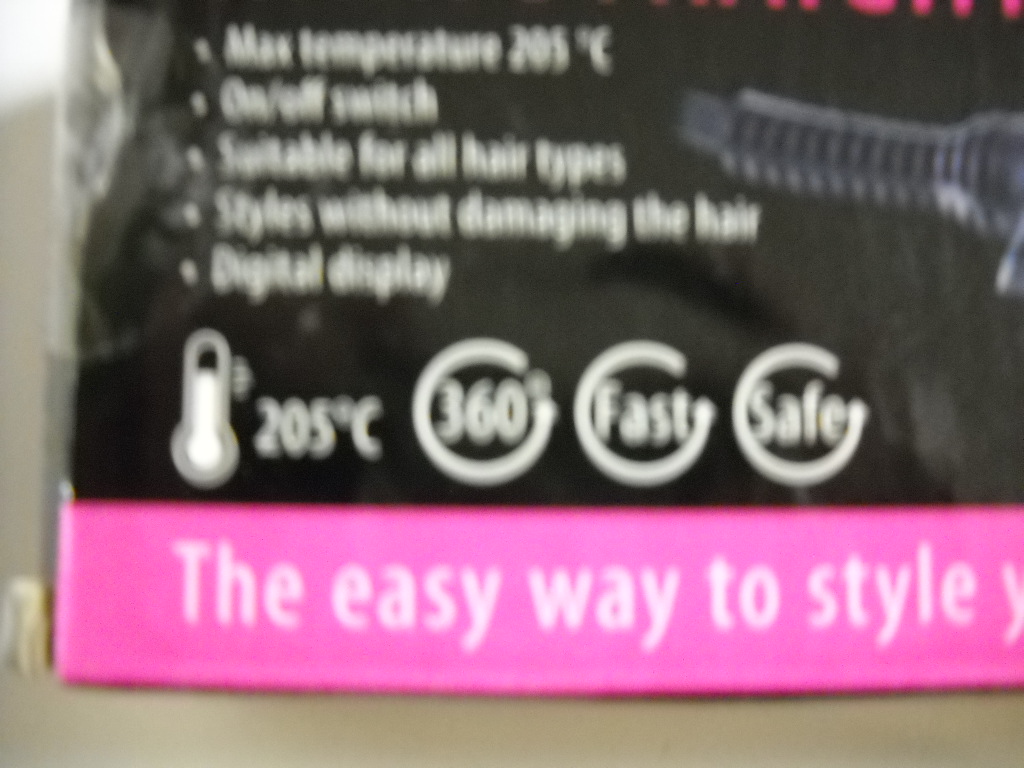 • Max temperature 205 °C
• On/off switch
• Suitable for all hair types
• Styles without damaging the hair
• Digital display
205°C 360° Fast Safe
The easy way to style